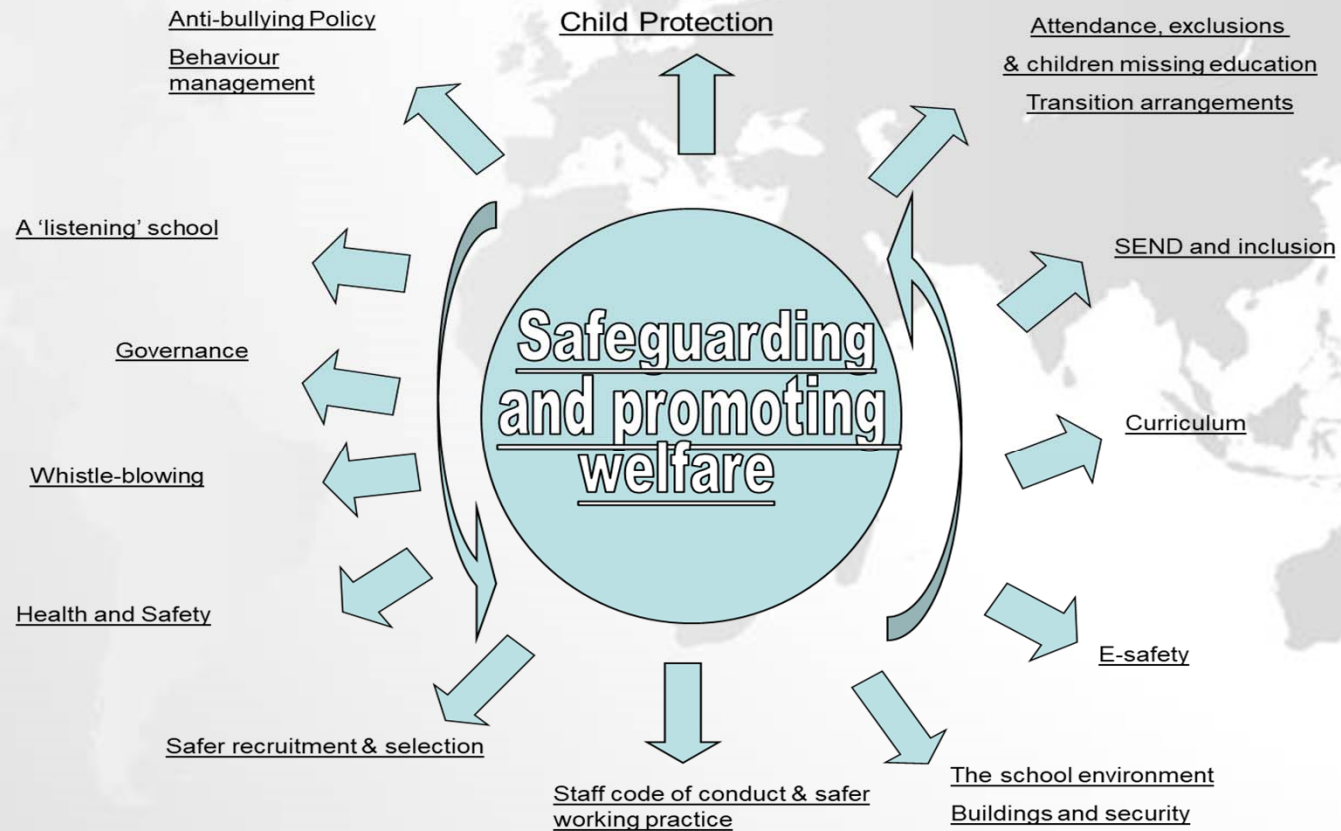 Anti-bullying Policy
Behaviour
management
Child Protection
Attendance, exclusions
& children missing education
Transition arrangements
A ‘listening’ school
SEND and inclusion
Governance
Safeguarding
and promoting
welfare
Curriculum
Whistle-blowing
Health and Safety
E-safety
Safer recruitment & selection
Staff code of conduct & safer
working practice
The school environment
Buildings and security